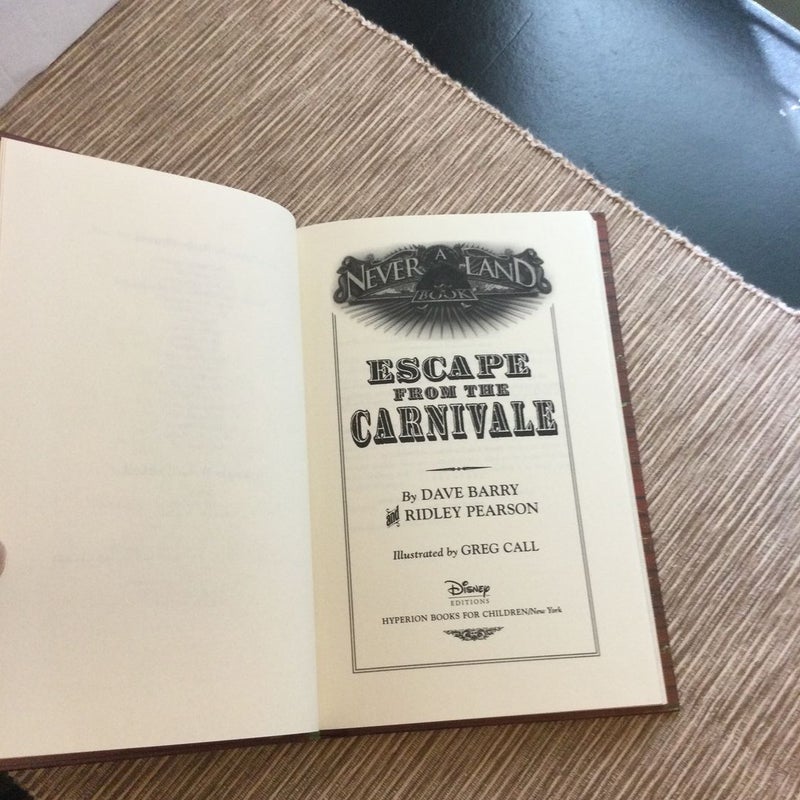 A
NEVER LAND
BOOK
ESCAPE
FROM THE
CARNIVALE
By DAVE BARRY
and RIDLEY PEARSON
Illustrated by GREG CALL
Disney
EDITIONS
HYPERION BOOKS FOR CHILDREN/New York